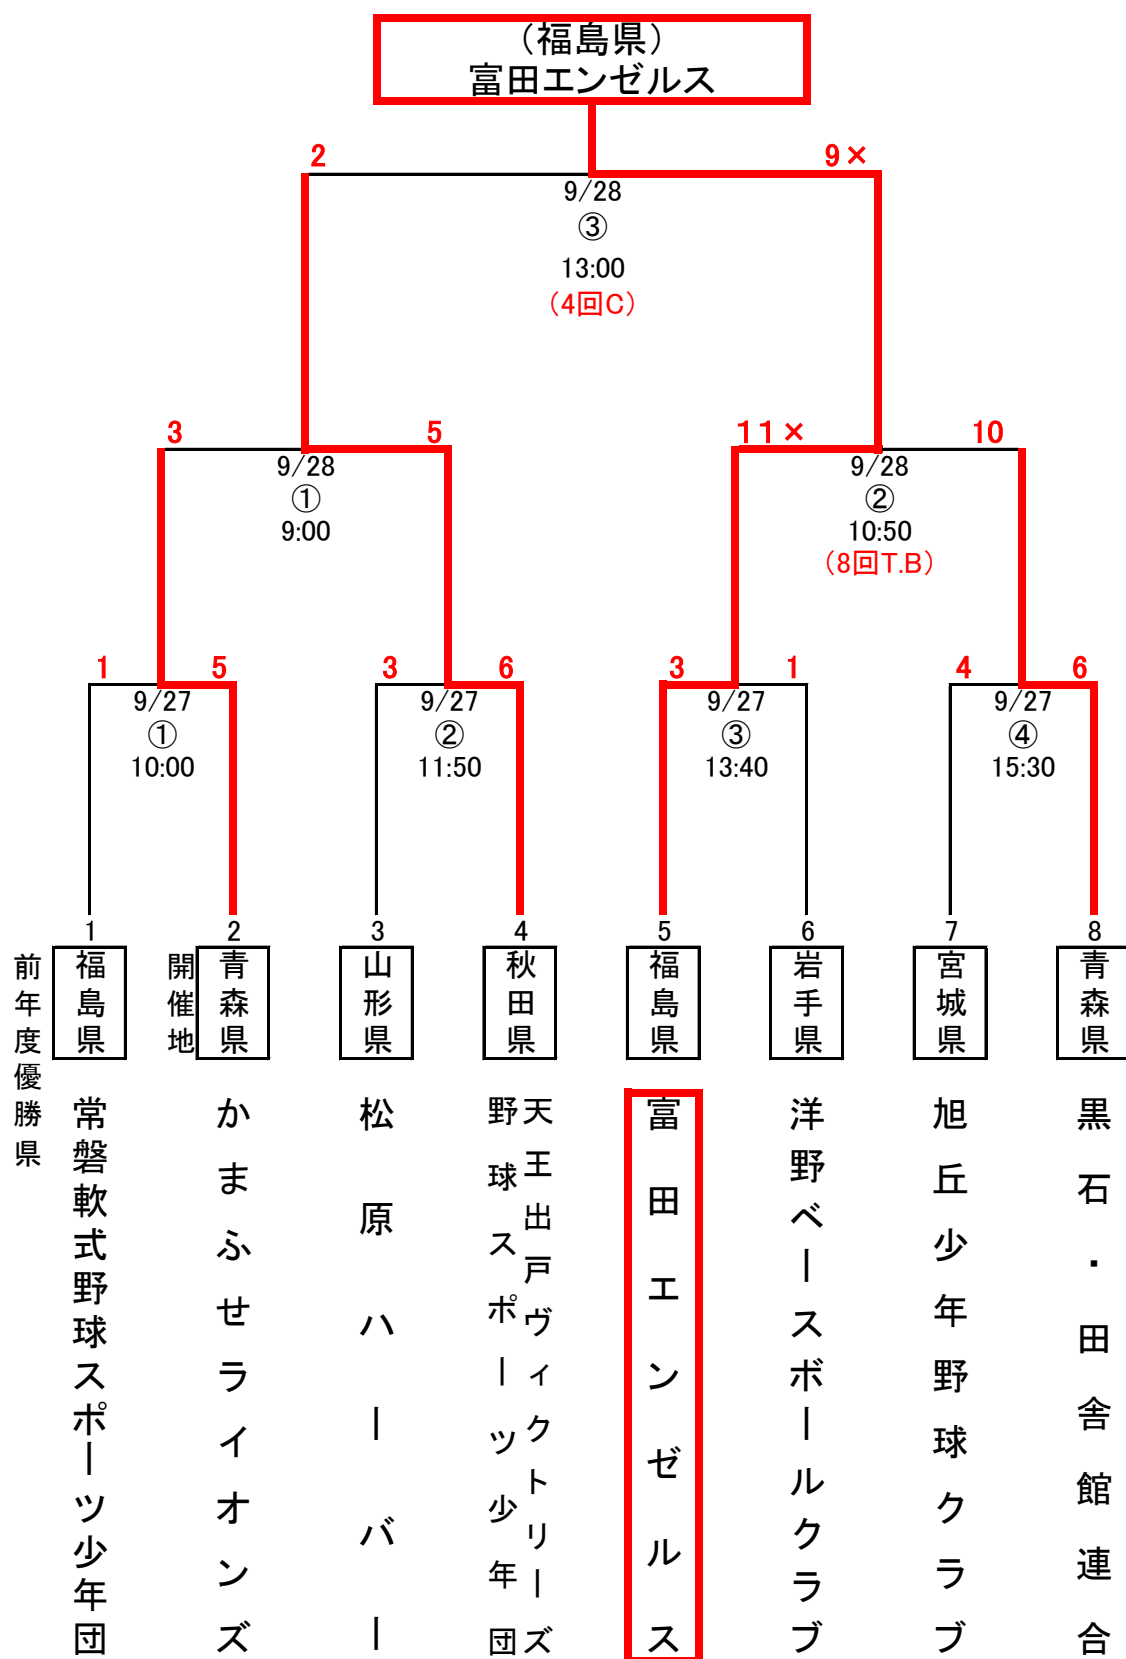 （福島県）
富田エンゼルス
2
9×
9/28
③
13:00
（4回C）
3
5
11×
10
9/28
①
9:00
9/28
②
10:50
（8回T.B）
1
5
3
6
3
1
4
6
9/27
①
10:00
9/27
②
11:50
9/27
③
13:40
9/27
④
15:30
1
2
3
4
5
6
7
8
前年度優勝県
福島県
開催地
青森県
山形県
秋田県
福島県
岩手県
宮城県
青森県
常磐軟式野球スポーツ少年団
かまふせライオンズ
松原ハーバー
天王出戸ヴィクトリーズ
野球スポーツ少年団
富田エンゼルス
洋野ベースボールクラブ
旭丘少年野球クラブ
黒石・田舎館連合